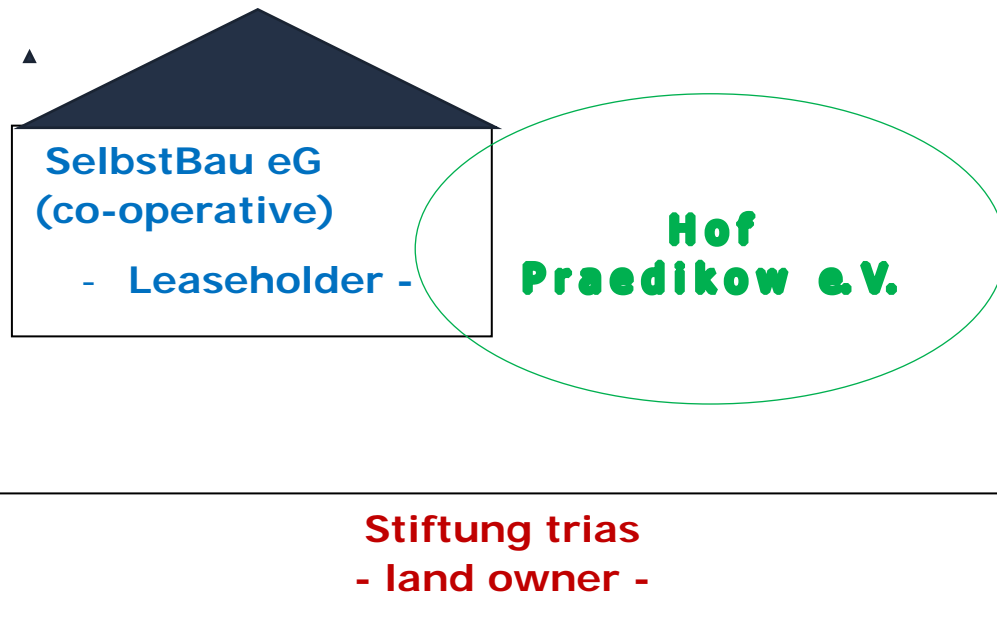 SelbstBau eG
(co-operative)
- Leaseholder -
Hof
Praedikow e.V.
Stiftung trias
- land owner -